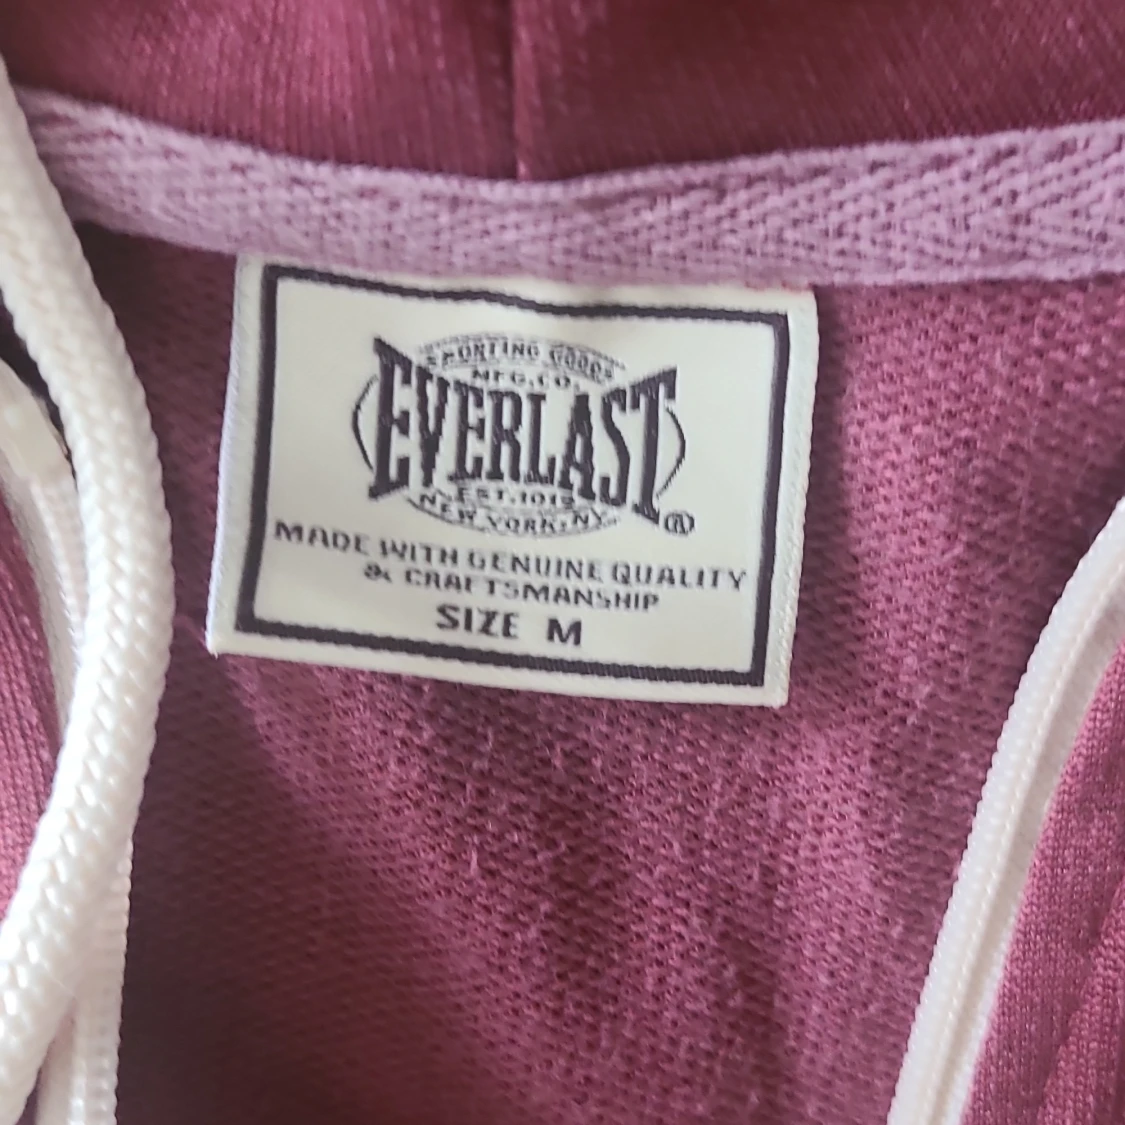 SPORTING GOODS
MFG.CO.
EVERLAST
EST.1910
NEW YORK.NY.
®
MADE WITH GENUINE QUALITY
& CRAFTSMANSHIP
SIZE M